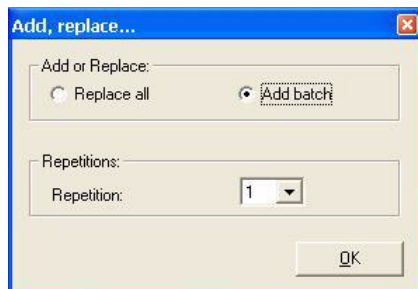 Add, replace...
Add or Replace:
Replace all Add batch
Repetitions:
Repetition: 1
OK